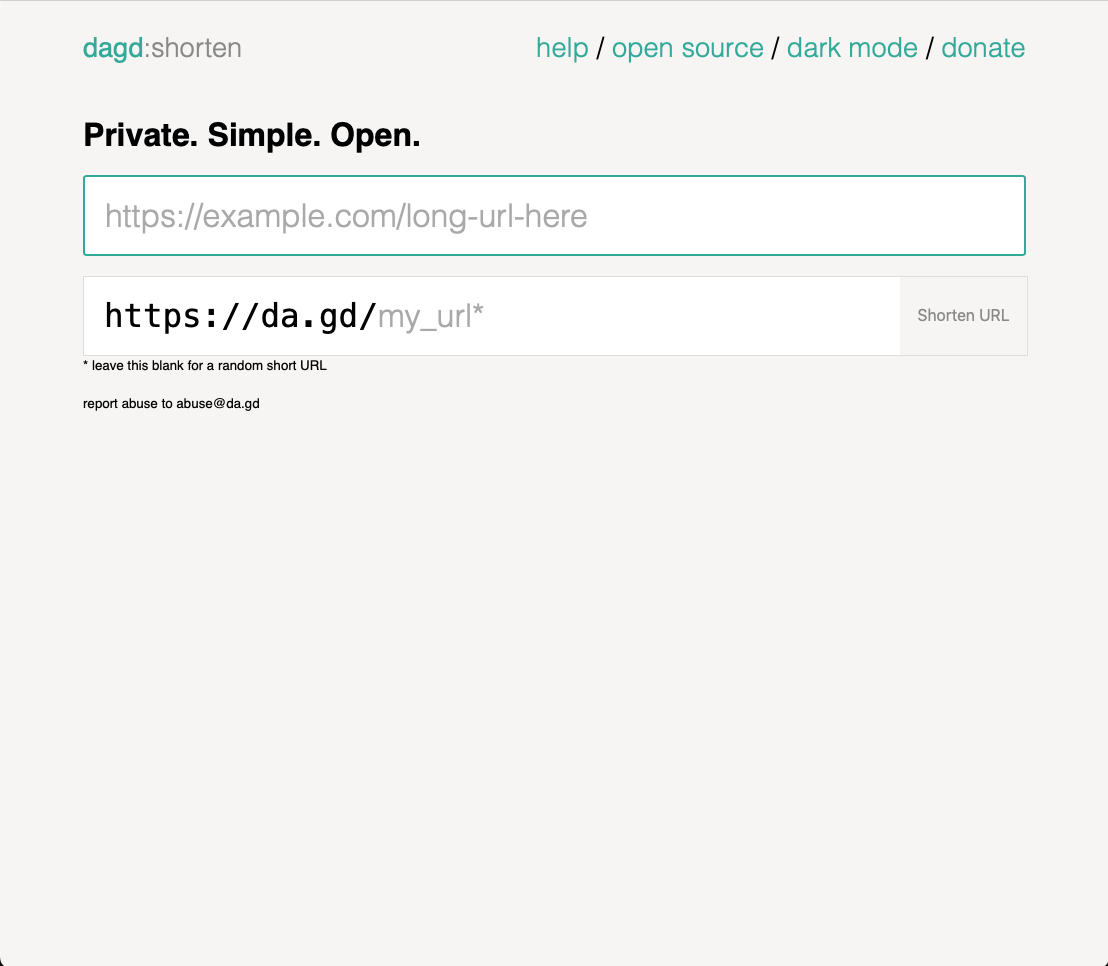 dagd:shorten
help / open source / dark mode / donate
Private. Simple. Open.
https://example.com/long-url-here
https://da.gd/my_url*
Shorten URL
* leave this blank for a random short URL
report abuse to abuse@da.gd